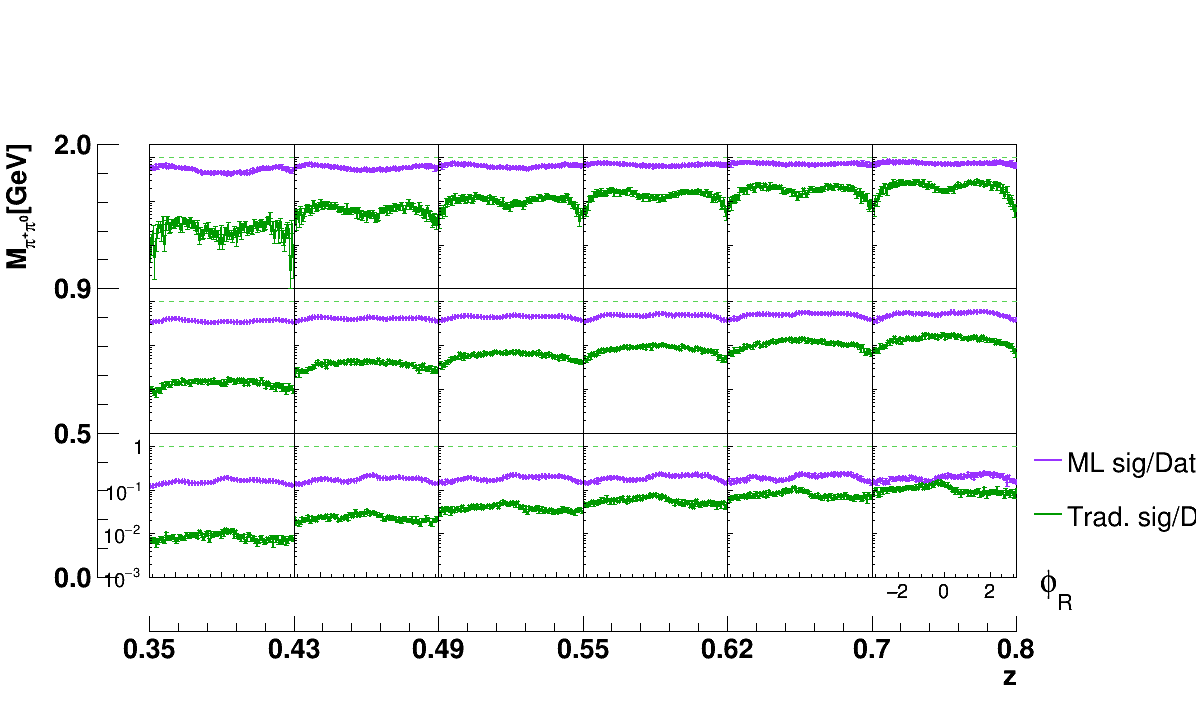 M_{π⁺π⁰}[GeV]
2.0
0.9
0.5
0.0
1
10⁻¹
10⁻²
10⁻³
ML sig/Dat
Trad. sig/D
−2 0 2
ϕ_R
0.35 0.43 0.49 0.55 0.62 0.7 0.8
z